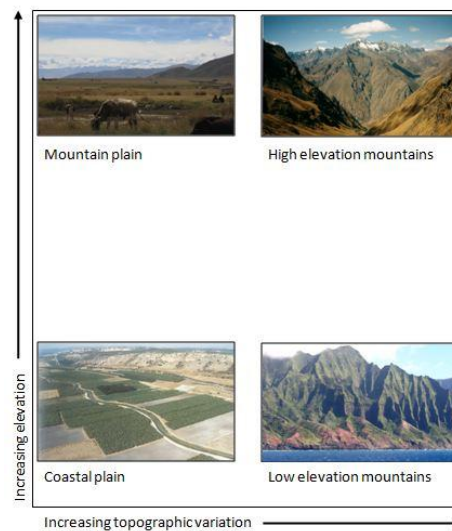 Mountain plain
High elevation mountains
Increasing elevation
Coastal plain
Low elevation mountains
Increasing topographic variation